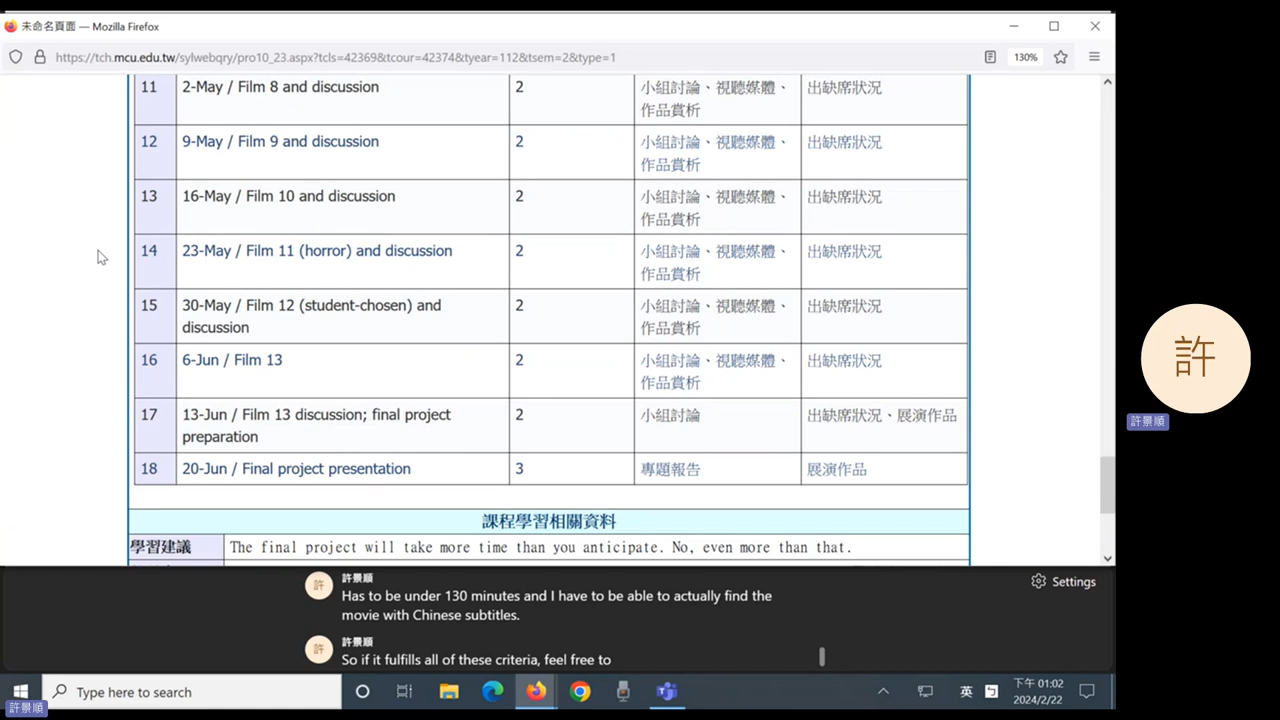 未命名頁面 — Mozilla Firefox
https://tch.mcu.edu.tw/sylwebqry/pro10_23.aspx?tcls=42369&tcour=42374&tyear=112&tsem=2&type=1
130%
11 2-May / Film 8 and discussion 2 小組討論、視聽媒體、 出缺席狀況
作品賞析
12 9-May / Film 9 and discussion 2 小組討論、視聽媒體、 出缺席狀況
作品賞析
13 16-May / Film 10 and discussion 2 小組討論、視聽媒體、 出缺席狀況
作品賞析
14 23-May / Film 11 (horror) and discussion 2 小組討論、視聽媒體、 出缺席狀況
作品賞析
15 30-May / Film 12 (student-chosen) and 2 小組討論、視聽媒體、 出缺席狀況
discussion 作品賞析
16 6-Jun / Film 13 2 小組討論、視聽媒體、 出缺席狀況
作品賞析
17 13-Jun / Film 13 discussion; final project 2 小組討論 出缺席狀況、展演作品
preparation
18 20-Jun / Final project presentation 3 專題報告 展演作品
課程學習相關資料
學習建議 The final project will take more time than you anticipate. No, even more than that.
許
許景順
許 許景順
Has to be under 130 minutes and I have to be able to actually find the
movie with Chinese subtitles.
許 許景順
So if it fulfills all of these criteria, feel free to
Settings
Type here to search
英
下午 01:02
2024/2/22
許景順